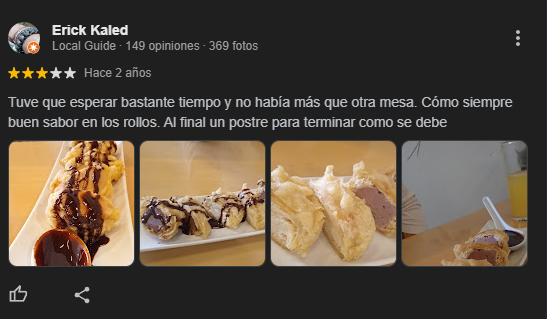 Erick Kaled
Local Guide · 149 opiniones · 369 fotos
Hace 2 años
Tuve que esperar bastante tiempo y no había más que otra mesa. Cómo siempre
buen sabor en los rollos. Al final un postre para terminar como se debe